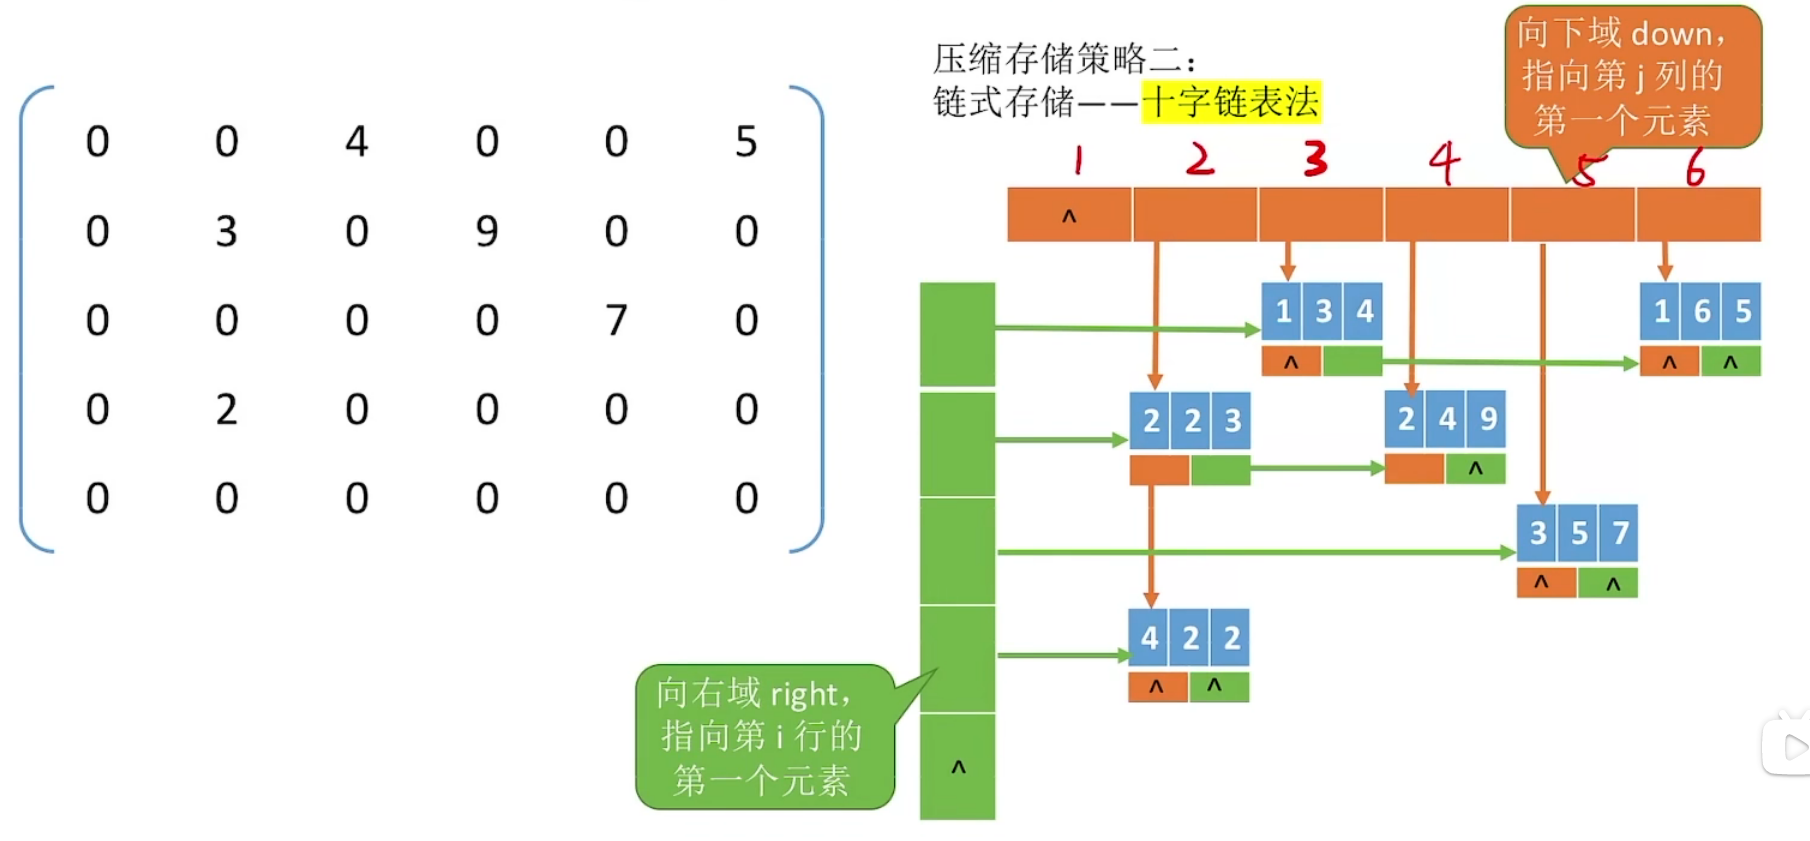 0 0 4 0 0 5
0 3 0 9 0 0
0 0 0 0 7 0
0 2 0 0 0 0
0 0 0 0 0 0
压缩存储策略二：
链式存储——十字链表法
向下域 down，
指向第 j 列的
第一个元素
1 2 3 4 5 6
^
1 3 4
^
1 6 5
^ ^
2 2 3
2 4 9
^
3 5 7
^ ^
4 2 2
^ ^
向右域 right，
指向第 i 行的
第一个元素
^